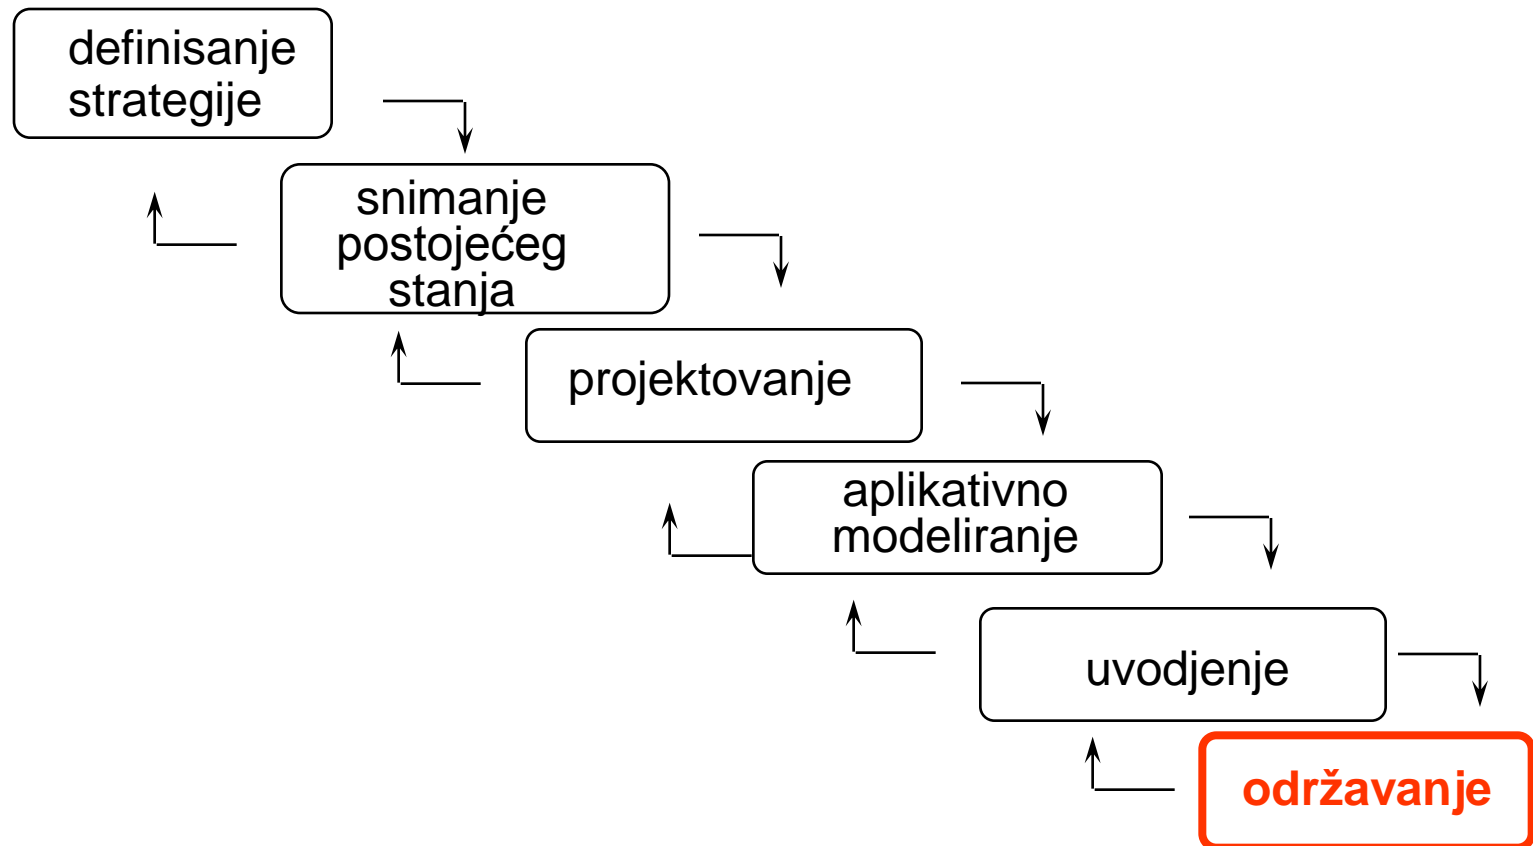 definisanje
strategije
snimanje
postojećeg
stanja
projektovanje
aplikativno
modeliranje
uvodjenje
održavanje